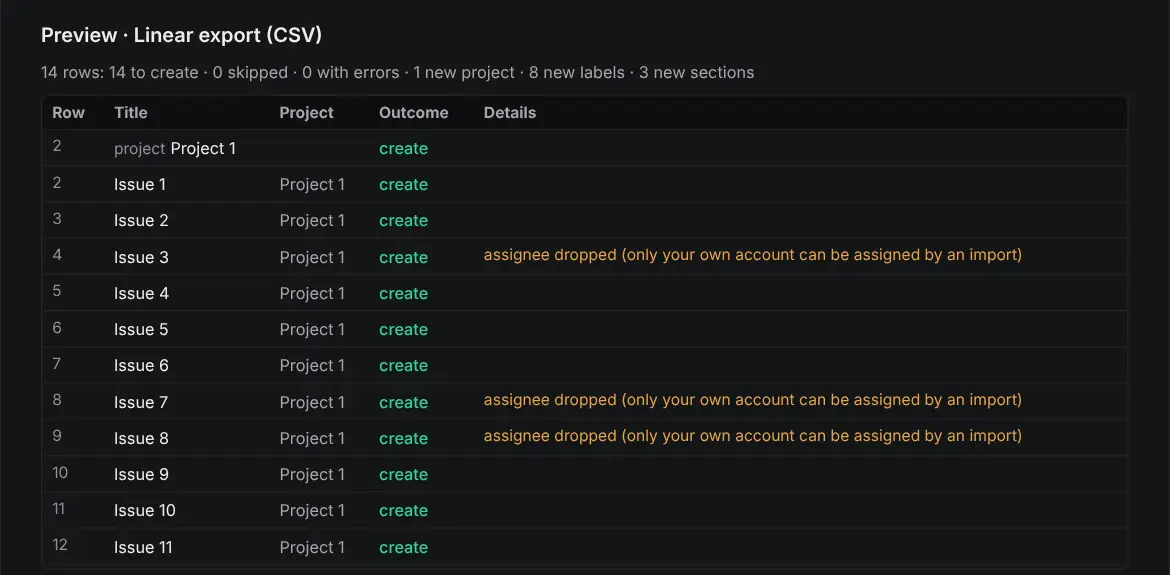 Preview · Linear export (CSV)
14 rows: 14 to create · 0 skipped · 0 with errors · 1 new project · 8 new labels · 3 new sections
Row Title Project Outcome Details
2 project Project 1 create
2 Issue 1 Project 1 create
3 Issue 2 Project 1 create
4 Issue 3 Project 1 create assignee dropped (only your own account can be assigned by an import)
5 Issue 4 Project 1 create
6 Issue 5 Project 1 create
7 Issue 6 Project 1 create
8 Issue 7 Project 1 create assignee dropped (only your own account can be assigned by an import)
9 Issue 8 Project 1 create assignee dropped (only your own account can be assigned by an import)
10 Issue 9 Project 1 create
11 Issue 10 Project 1 create
12 Issue 11 Project 1 create